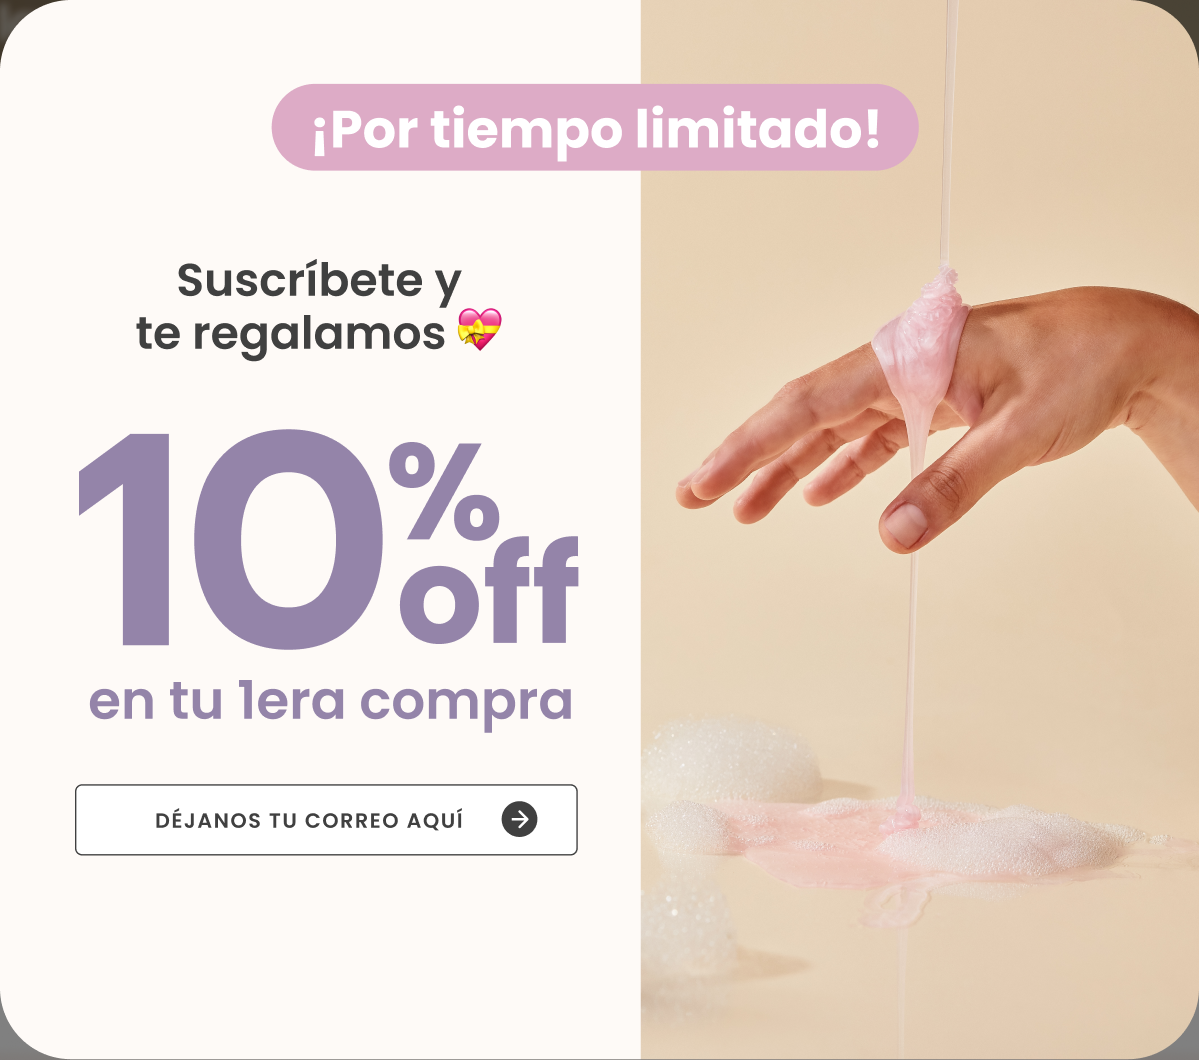 ¡Por tiempo limitado!
Suscríbete y
te regalamos 💝
10% off
en tu 1era compra
DÉJANOS TU CORREO AQUÍ